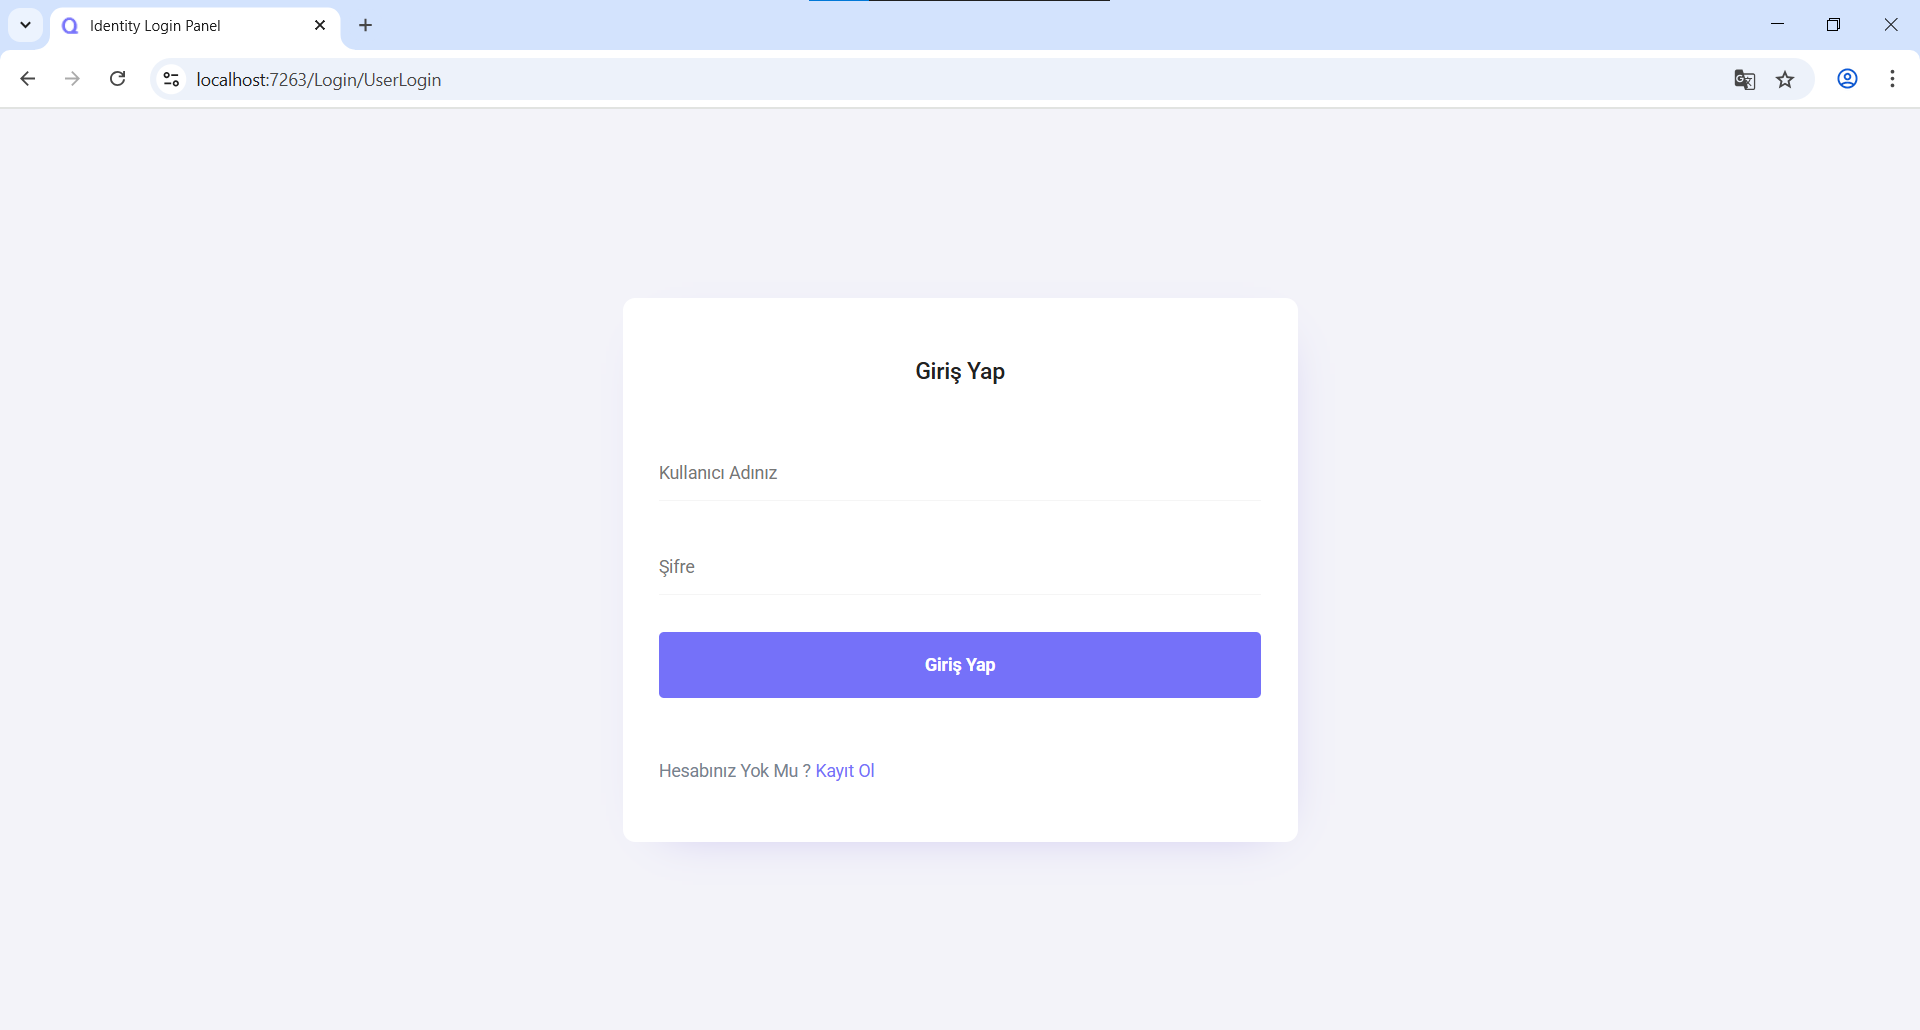 Identity Login Panel
localhost:7263/Login/UserLogin
Giriş Yap
Kullanıcı Adınız
Şifre
Giriş Yap
Hesabınız Yok Mu ? Kayıt Ol